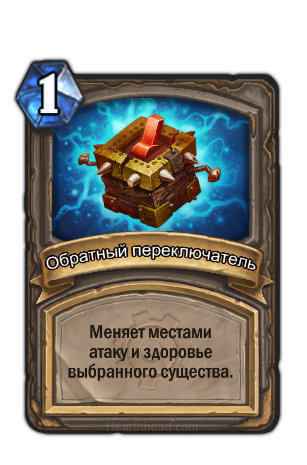 1
Обратный переключатель
Меняет местами
атаку и здоровье
выбранного существа.
Hearthhead.com